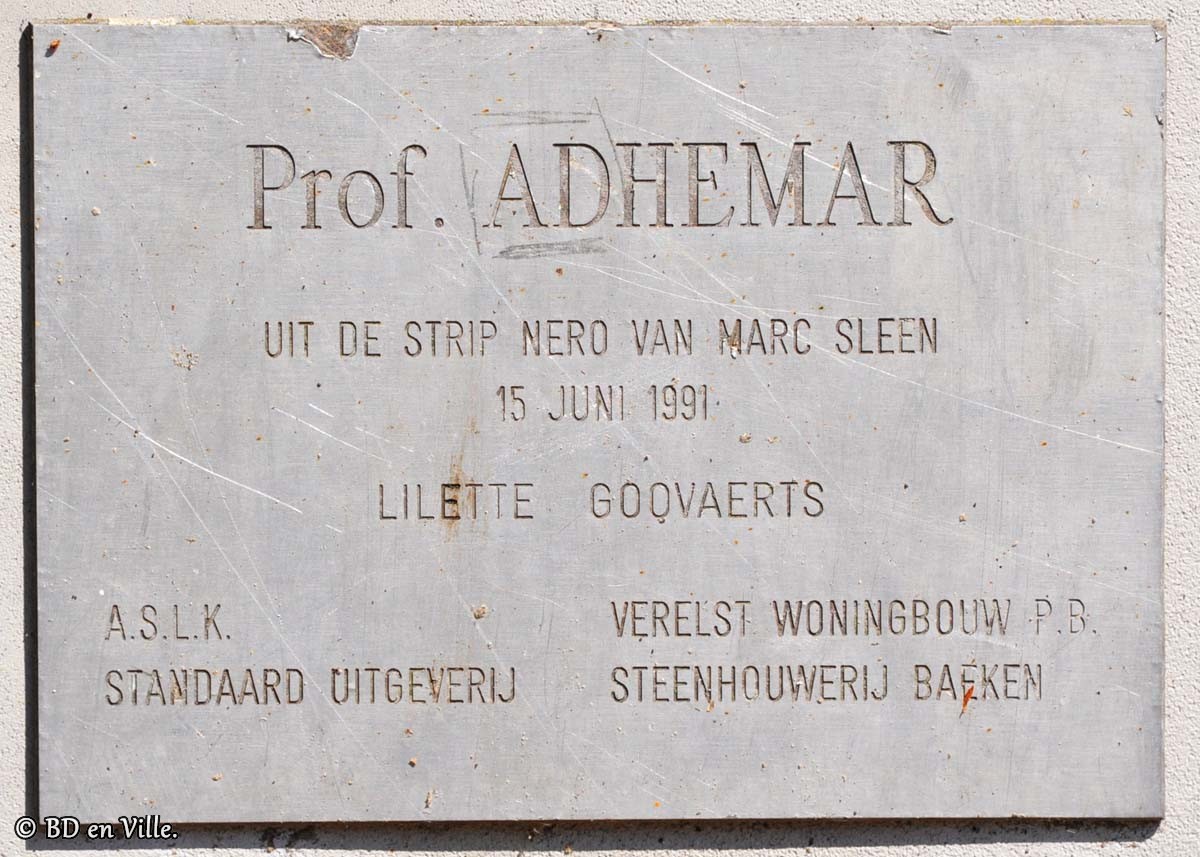 Prof. ADHEMAR
UIT DE STRIP NERO VAN MARC SLEEN
15 JUNI 1991
LILETTE GOOVAERTS
A.S.L.K.
STANDAARD UITGEVERIJ
VERELST WONINGBOUW P.B.
STEENHOUWERIJ BAEKEN
© BD en Ville.